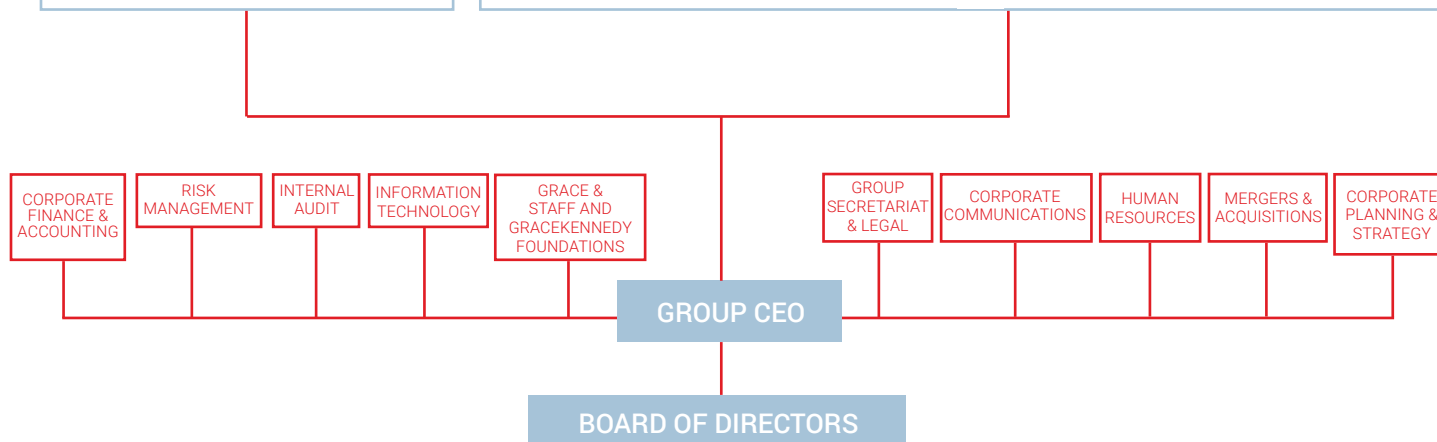 CORPORATE
FINANCE &
ACCOUNTING
RISK
MANAGEMENT
INTERNAL
AUDIT
INFORMATION
TECHNOLOGY
GRACE &
STAFF AND
GRACEKENNEDY
FOUNDATIONS
GROUP
SECRETARIAT
& LEGAL
CORPORATE
COMMUNICATIONS
HUMAN
RESOURCES
MERGERS &
ACQUISITIONS
CORPORATE
PLANNING &
STRATEGY
GROUP CEO
BOARD OF DIRECTORS